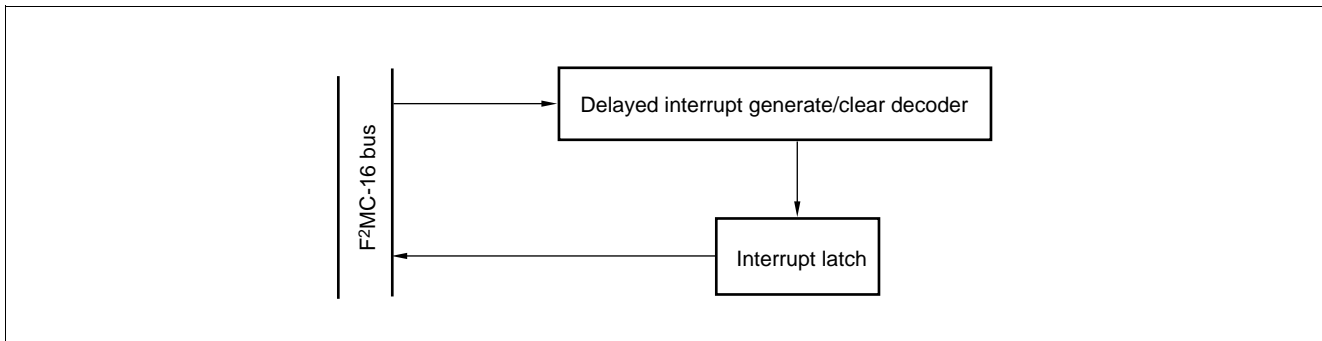 F²MC-16 bus
Delayed interrupt generate/clear decoder
Interrupt latch